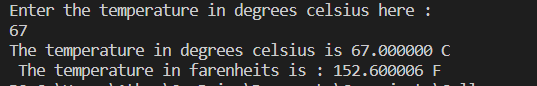 Enter the temperature in degrees celsius here :
67
The temperature in degrees celsius is 67.000000 C
 The temperature in farenheits is : 152.600006 F